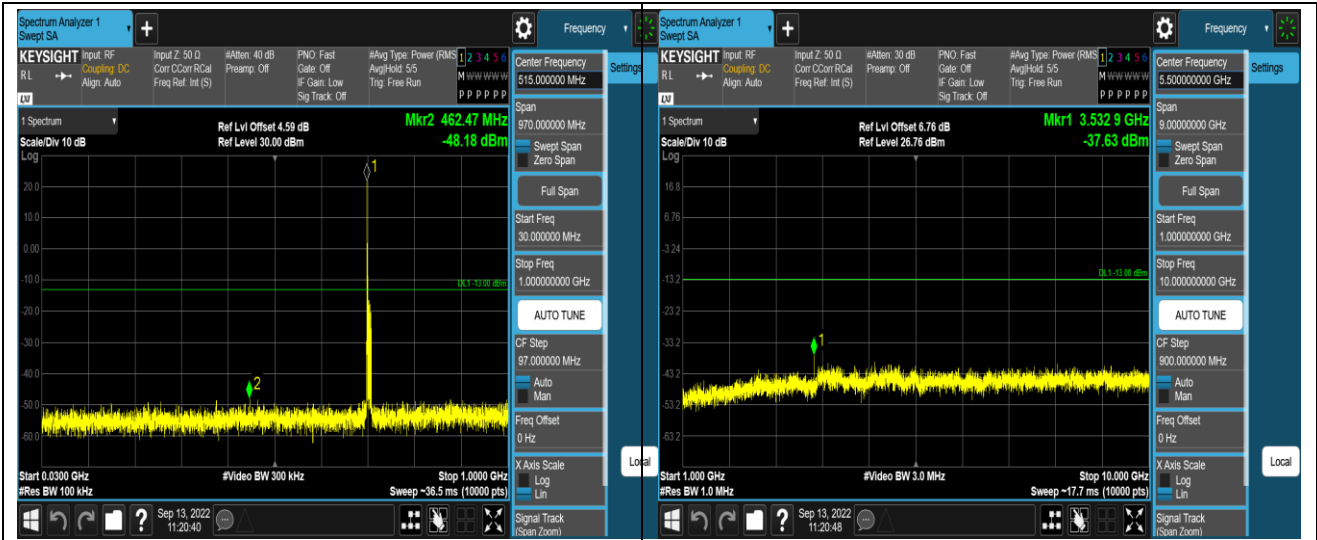 Spectrum Analyzer 1
Swept SA
+
Frequency
KEYSIGHT
Input: RF
Input Z: 50 Ω
#Atten: 40 dB
PNO: Fast
#Avg Type: Power (RMS
1 2 3 4 5 6
RL
Coupling: DC
Corr CCorr RCal
Preamp: Off
Gate: Off
Avg|Hold: 5/5
M W W W W W
Align: Auto
Freq Ref: Int (S)
IF Gain: Low
Trig: Free Run
P P P P P P
Sig Track: Off
LXI
1 Spectrum
Ref Lvl Offset 4.59 dB
Mkr2 462.47 MHz
Scale/Div 10 dB
Ref Level 30.00 dBm
-48.18 dBm
Log
1
20.0
10.0
0.00
-10.0
DL1 -13.00 dBm
-20.0
-30.0
-40.0
2
-50.0
-60.0
Start 0.0300 GHz
#Video BW 300 kHz
Stop 1.0000 GHz
#Res BW 100 kHz
Sweep ~36.5 ms (10000 pts)
Center Frequency
515.000000 MHz
Settings
Span
970.000000 MHz
Swept Span
Zero Span
Full Span
Start Freq
30.000000 MHz
Stop Freq
1.000000000 GHz
AUTO TUNE
CF Step
97.000000 MHz
Auto
Man
Freq Offset
0 Hz
X Axis Scale
Log
Lin
Local
Signal Track
(Span Zoom)
?
Sep 13, 2022
11:20:40
Spectrum Analyzer 1
Swept SA
+
Frequency
KEYSIGHT
Input: RF
Input Z: 50 Ω
#Atten: 30 dB
PNO: Fast
#Avg Type: Power (RMS
1 2 3 4 5 6
RL
Coupling: DC
Corr CCorr RCal
Preamp: Off
Gate: Off
Avg|Hold: 5/5
M W W W W W
Align: Auto
Freq Ref: Int (S)
IF Gain: Low
Trig: Free Run
P P P P P P
Sig Track: Off
LXI
1 Spectrum
Ref Lvl Offset 6.76 dB
Mkr1 3.532 9 GHz
Scale/Div 10 dB
Ref Level 26.76 dBm
-37.63 dBm
Log
16.8
6.76
-3.24
-13.2
DL1 -13.00 dBm
-23.2
-33.2
1
-43.2
-53.2
-63.2
Start 1.000 GHz
#Video BW 3.0 MHz
Stop 10.000 GHz
#Res BW 1.0 MHz
Sweep ~17.7 ms (10000 pts)
Center Frequency
5.500000000 GHz
Settings
Span
9.00000000 GHz
Swept Span
Zero Span
Full Span
Start Freq
1.000000000 GHz
Stop Freq
10.000000000 GHz
AUTO TUNE
CF Step
900.000000 MHz
Auto
Man
Freq Offset
0 Hz
X Axis Scale
Log
Lin
Local
Signal Track
(Span Zoom)
?
Sep 13, 2022
11:20:48